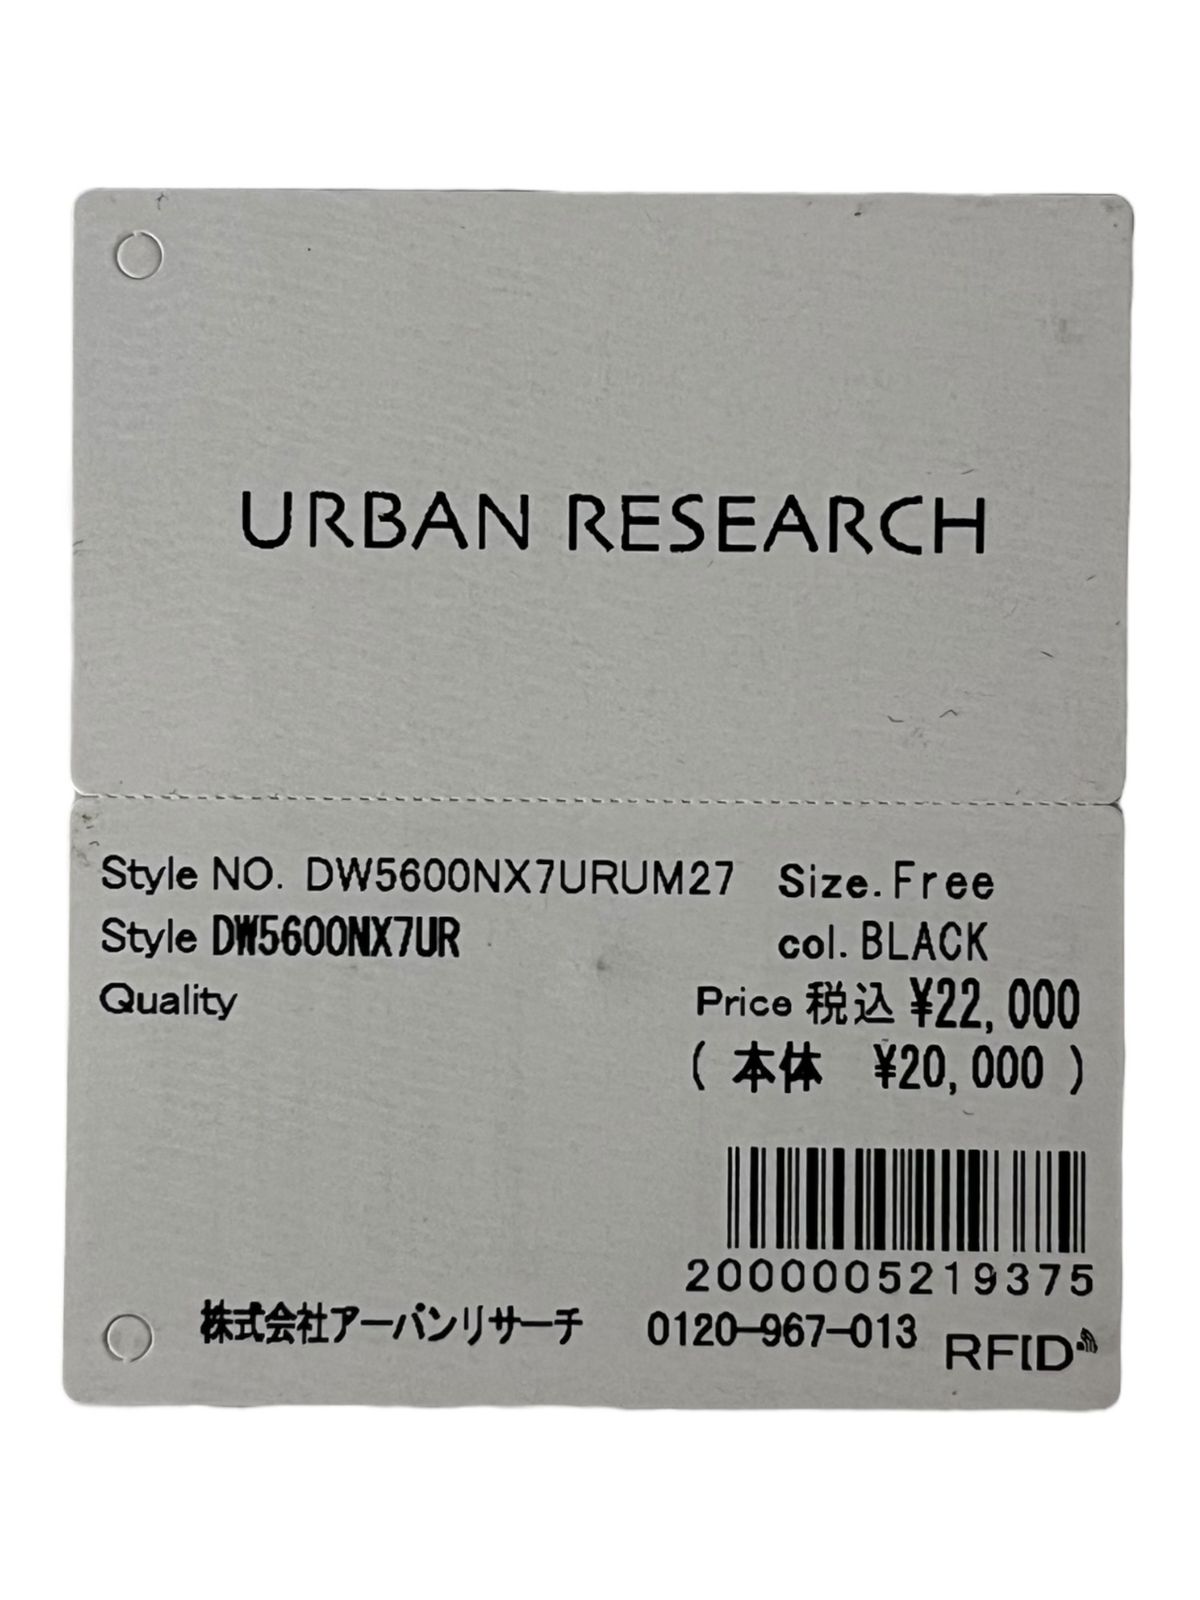 URBAN RESEARCH
Style NO. DW5600NX7URUM27 Size.Free
Style DW5600NX7UR col.BLACK
Quality Price 税込 ¥22,000
( 本体 ¥20,000 )
2000005219375
株式会社アーバンリサーチ 0120-967-013 RFID